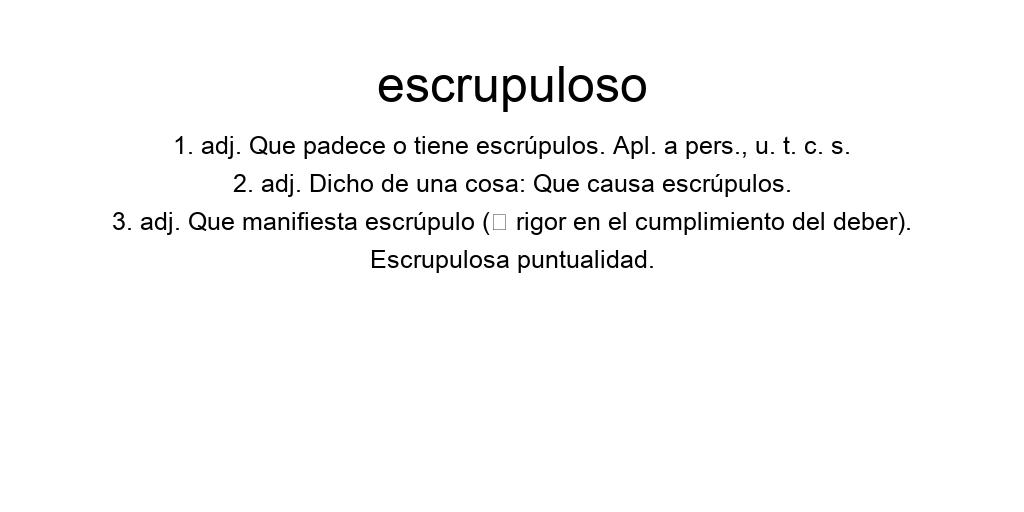 escrupuloso
1. adj. Que padece o tiene escrúpulos. Apl. a pers., u. t. c. s.
2. adj. Dicho de una cosa: Que causa escrúpulos.
3. adj. Que manifiesta escrúpulo (□ rigor en el cumplimiento del deber).
Escrupulosa puntualidad.